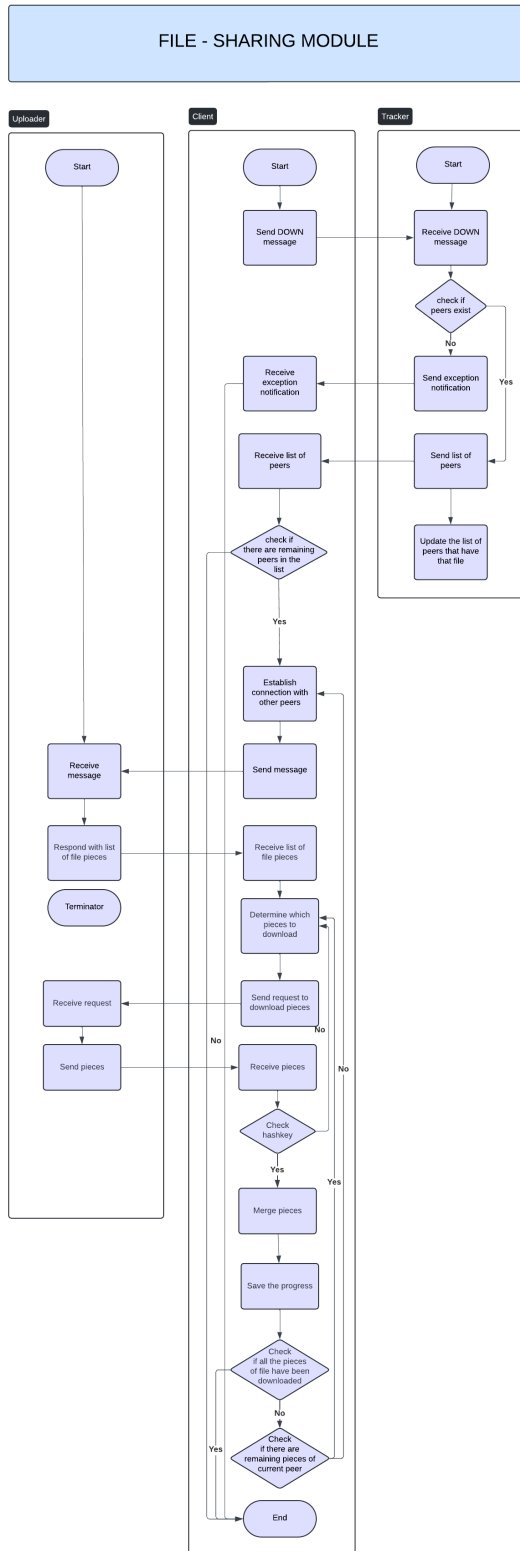 FILE - SHARING MODULE
Uploader
Client
Tracker
Start
Start
Start
Send DOWN
message
Receive DOWN
message
check if
peers exist
No
Yes
Receive
exception
notification
Send exception
notification
Receive list of
peers
Send list of
peers
check if
there are remaining
peers in the
list
Update the list of
peers that have
that file
Yes
Establish
connection with
other peers
Receive
message
Send message
Respond with list
of file pieces
Receive list of
file pieces
Terminator
Determine which
pieces to
download
Receive request
Send request to
download pieces
No
No
No
Send pieces
Receive pieces
Check
hashkey
Yes
Yes
Merge pieces
Save the progress
Check
if all the pieces
of file have been
downloaded
No
Yes
Check
if there are
remaining pieces of
current peer
End